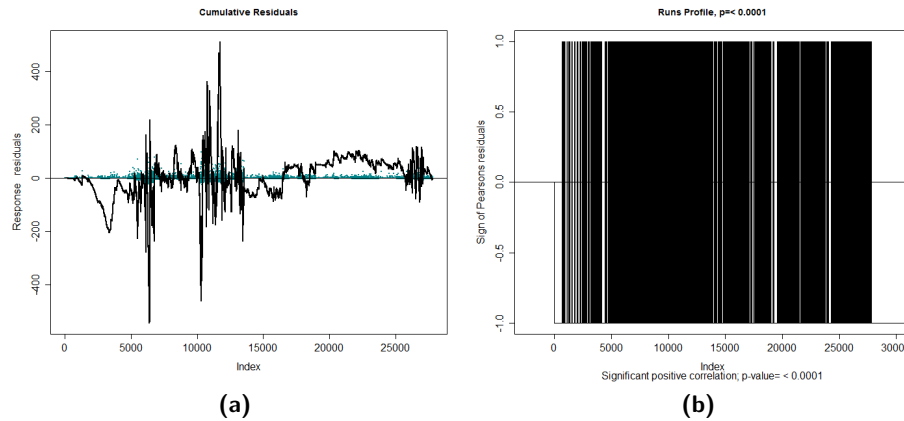 Cumulative Residuals
Response residuals
400
200
0
-200
-400
0 5000 10000 15000 20000 25000
Index
(a)
Runs Profile, p=< 0.0001
Sign of Pearsons residuals
1.0
0.5
0.0
-0.5
-1.0
0 5000 10000 15000 20000 25000 3000
Index
Significant positive correlation; p-value= < 0.0001
(b)